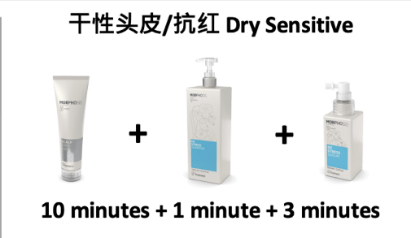 干性头皮/抗红 Dry Sensitive
+
+
10 minutes + 1 minute + 3 minutes